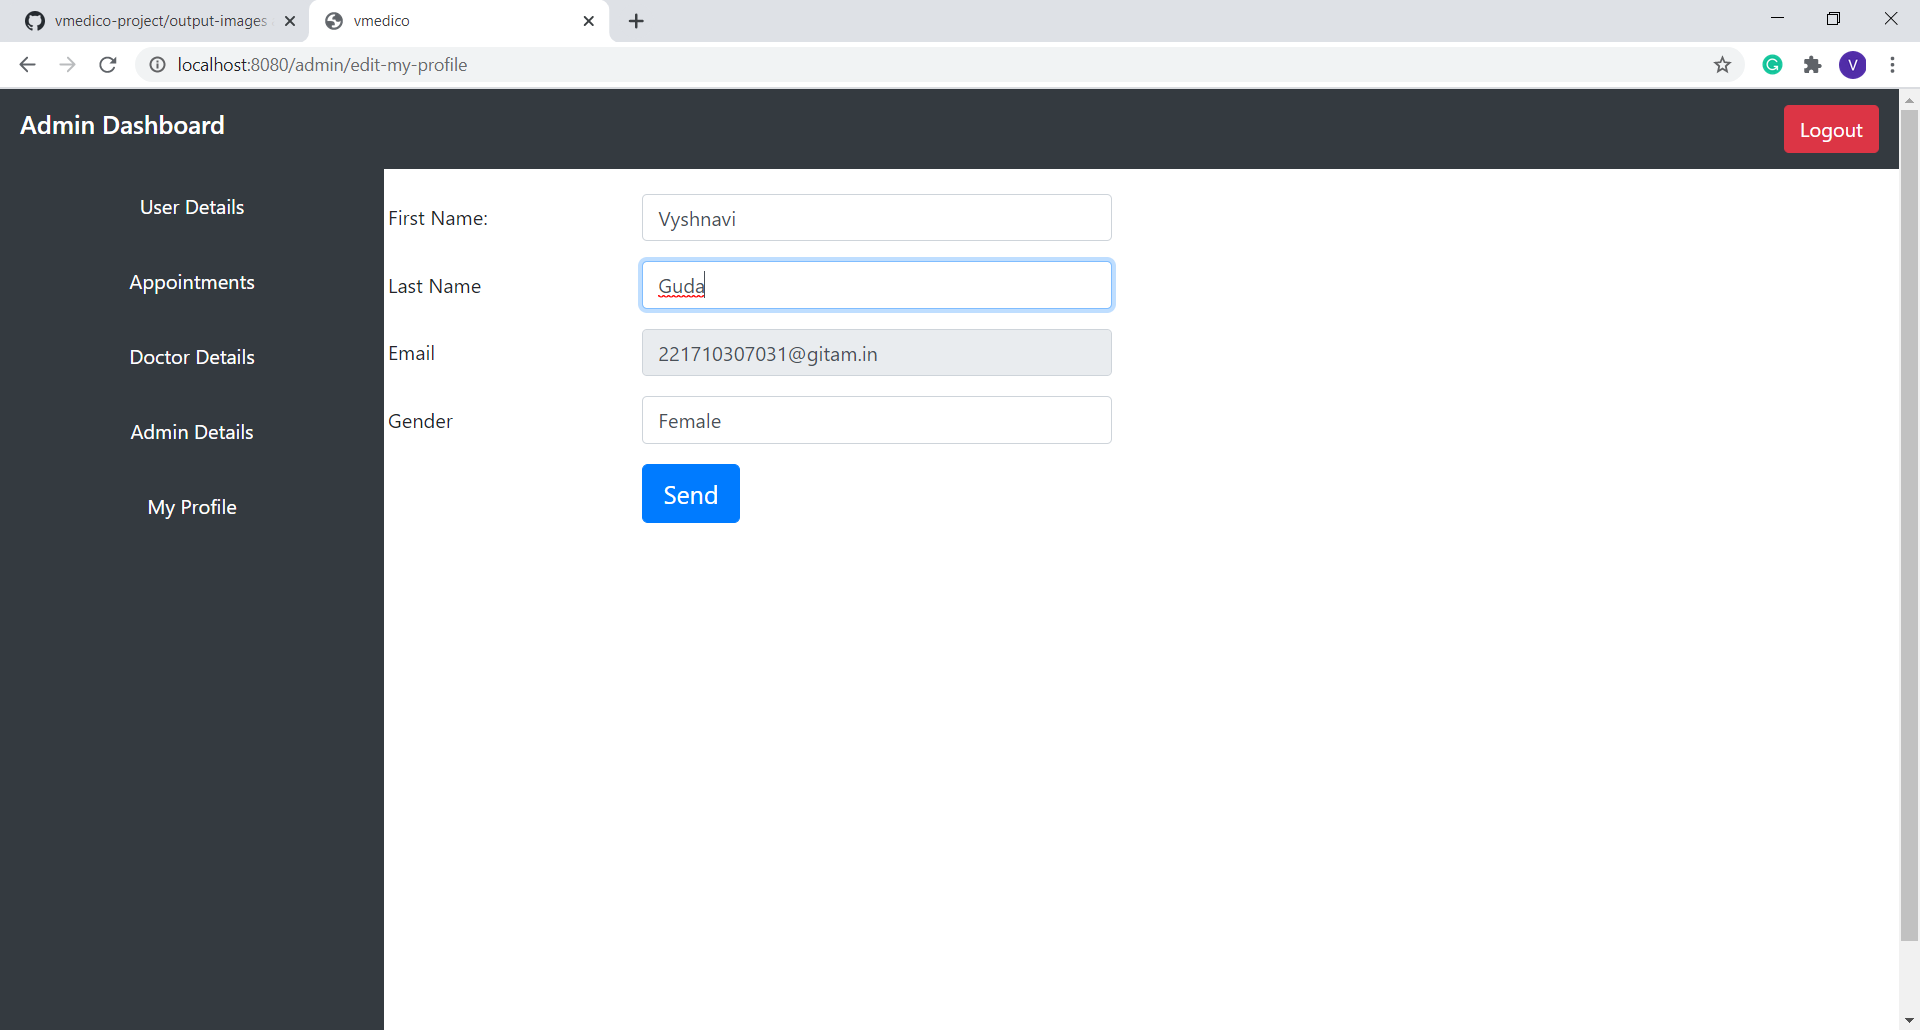 vmedico-project/output-images
vmedico
localhost:8080/admin/edit-my-profile
V
Admin Dashboard
Logout
User Details
Appointments
Doctor Details
Admin Details
My Profile
First Name:
Vyshnavi
Last Name
Guda
Email
221710307031@gitam.in
Gender
Female
Send